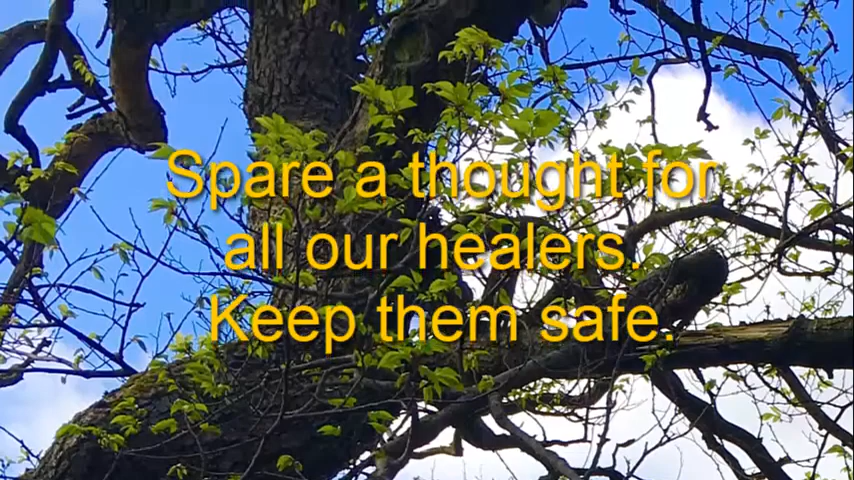 Spare a thought for
all our healers.
Keep them safe.